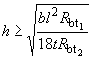 h ≥ √(bl²R_bt₁ / 18tR_bt₂)